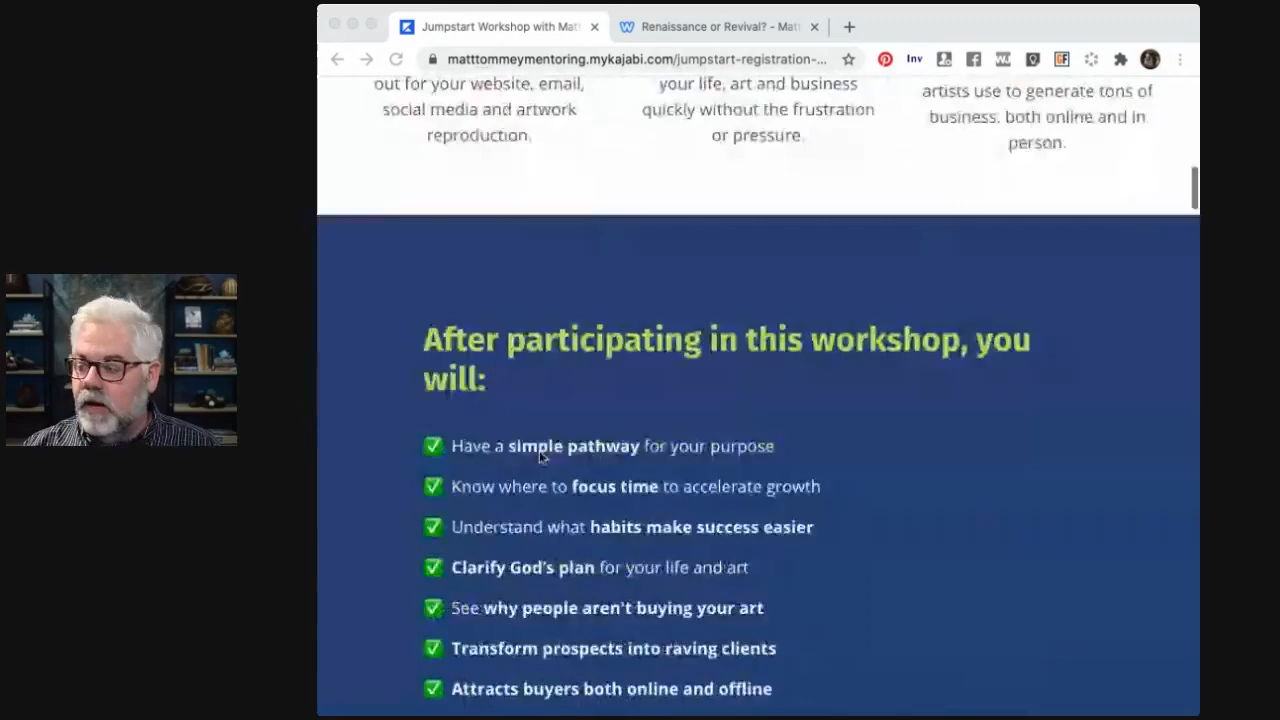 Jumpstart Workshop with Matt
Renaissance or Revival? - Matt
matttommeymentoring.mykajabi.com/jumpstart-registration-...
Inv
GF
out for your website, email,
social media and artwork
reproduction.
your life, art and business
quickly without the frustration
or pressure.
artists use to generate tons of
business, both online and in
person.
After participating in this workshop, you
will:
Have a simple pathway for your purpose
Know where to focus time to accelerate growth
Understand what habits make success easier
Clarify God's plan for your life and art
See why people aren't buying your art
Transform prospects into raving clients
Attracts buyers both online and offline